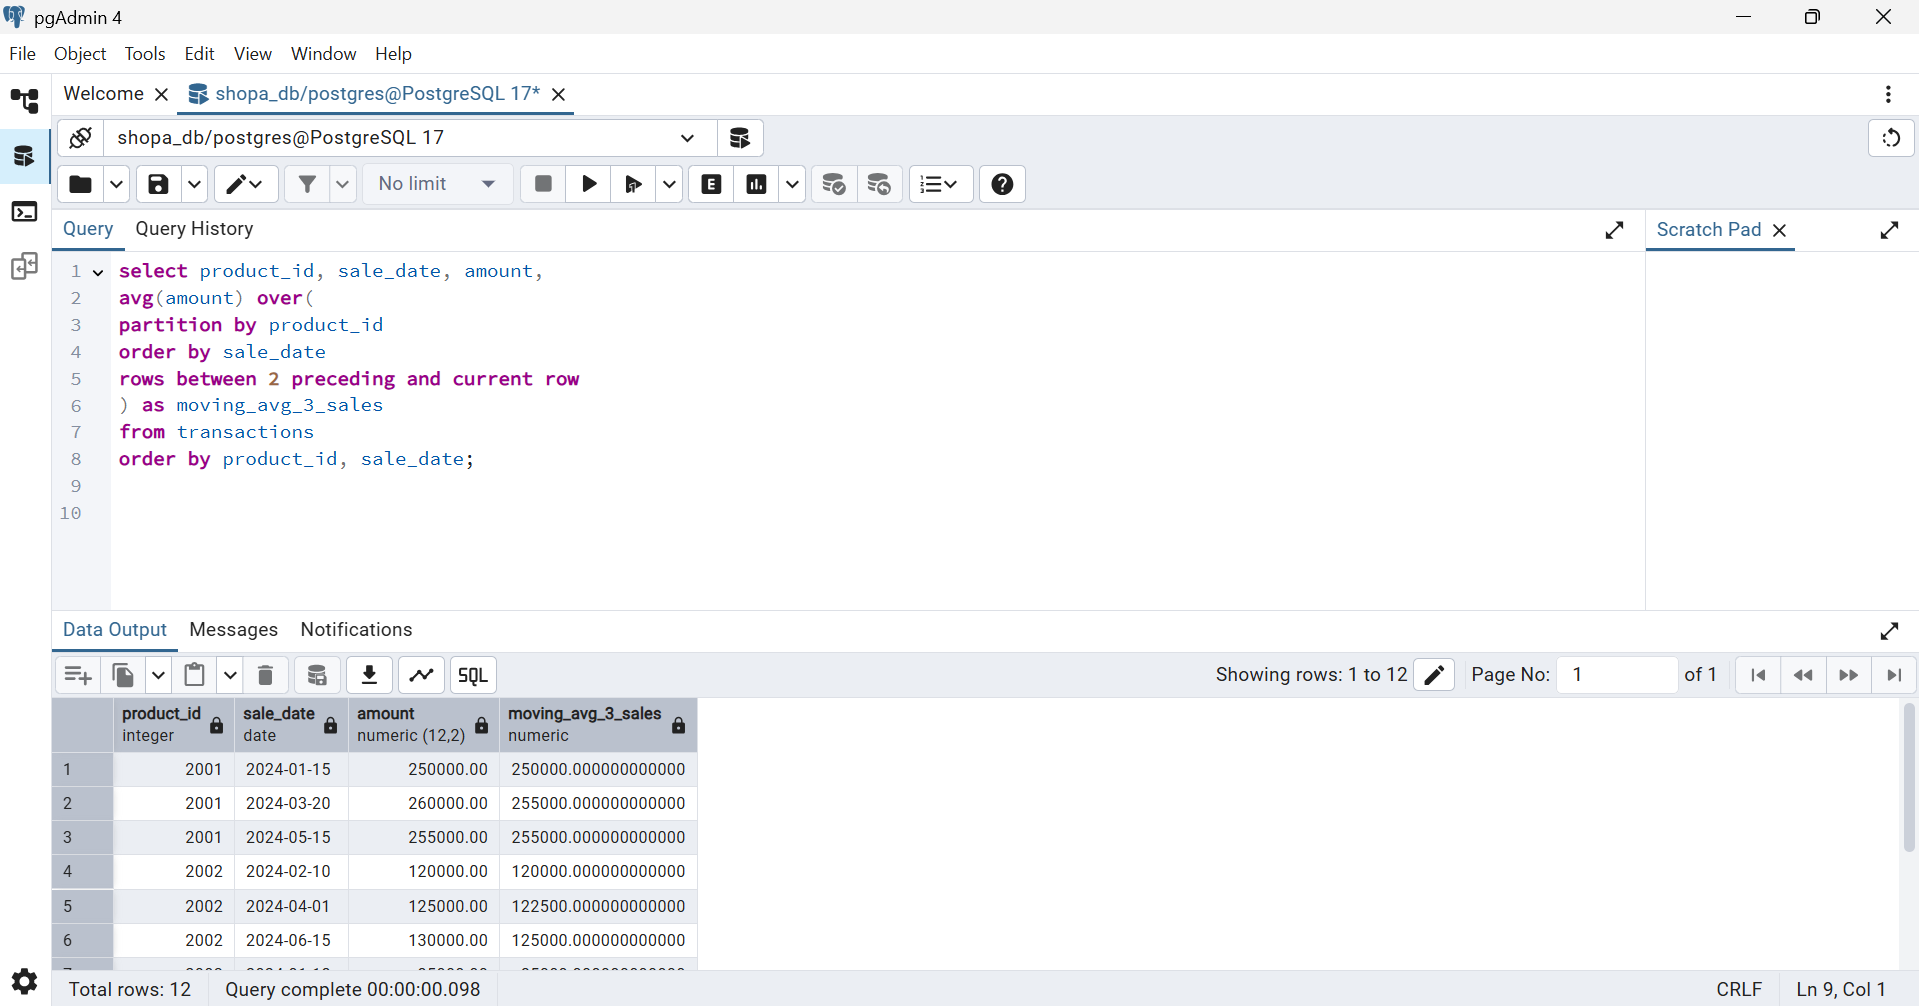 pgAdmin 4
File Object Tools Edit View Window Help
Welcome shopa_db/postgres@PostgreSQL 17*
shopa_db/postgres@PostgreSQL 17
No limit E
Query Query History Scratch Pad
1 select product_id, sale_date, amount,
2 avg(amount) over(
3 partition by product_id
4 order by sale_date
5 rows between 2 preceding and current row
6 ) as moving_avg_3_sales
7 from transactions
8 order by product_id, sale_date;
9
10
Data Output Messages Notifications
SQL Showing rows: 1 to 12 Page No: 1 of 1
product_id sale_date amount moving_avg_3_sales
integer date numeric (12,2) numeric
1 2001 2024-01-15 250000.00 250000.000000000000
2 2001 2024-03-20 260000.00 255000.000000000000
3 2001 2024-05-15 255000.00 255000.000000000000
4 2002 2024-02-10 120000.00 120000.000000000000
5 2002 2024-04-01 125000.00 122500.000000000000
6 2002 2024-06-15 130000.00 125000.000000000000
Total rows: 12 Query complete 00:00:00.098 CRLF Ln 9, Col 1